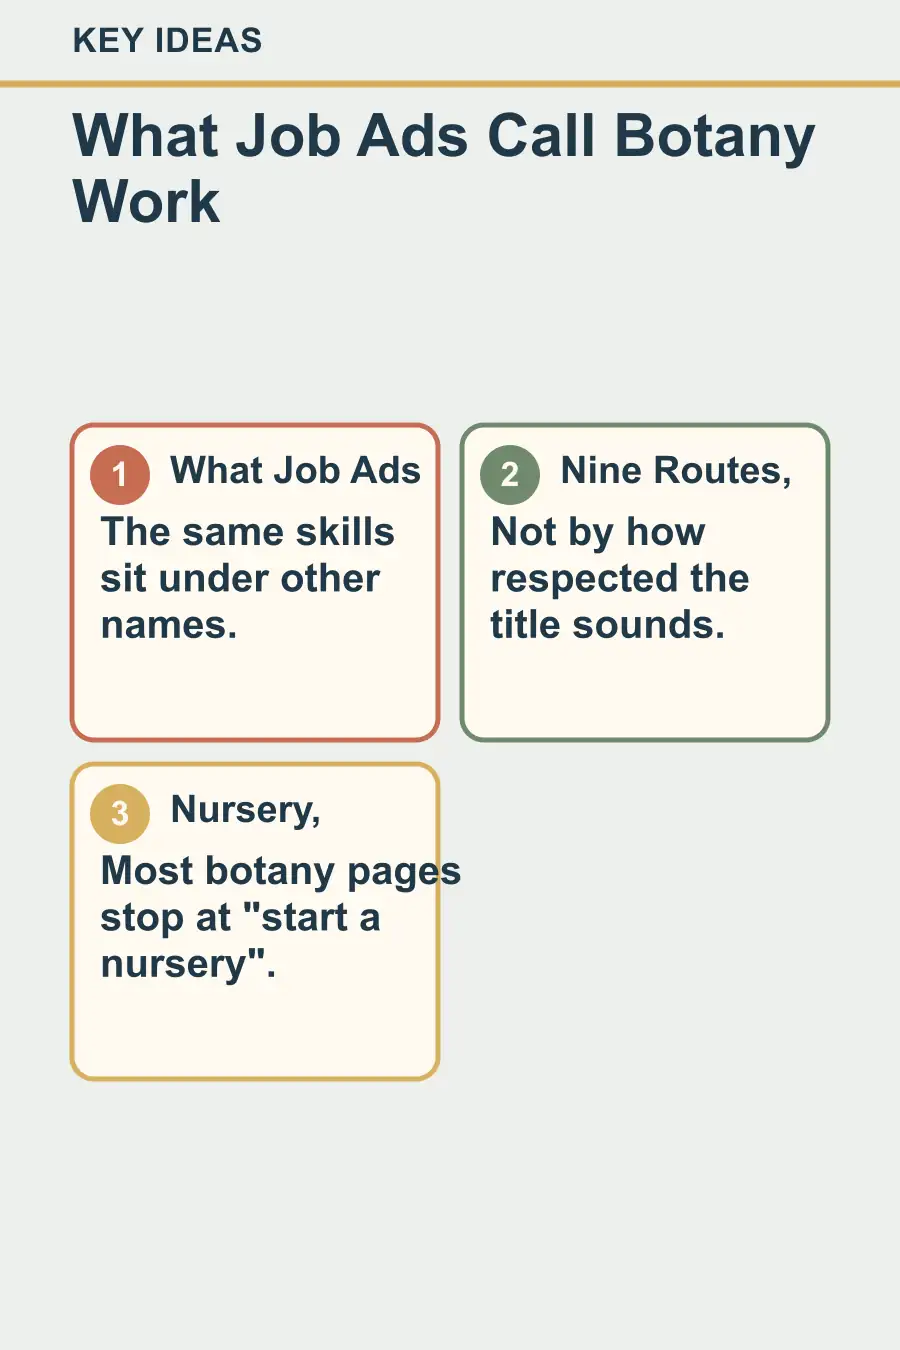 KEY IDEAS
What Job Ads Call Botany
Work
1 What Job Ads
The same skills
sit under other
names.
2 Nine Routes,
Not by how
respected the
title sounds.
3 Nursery,
Most botany pages
stop at "start a
nursery".